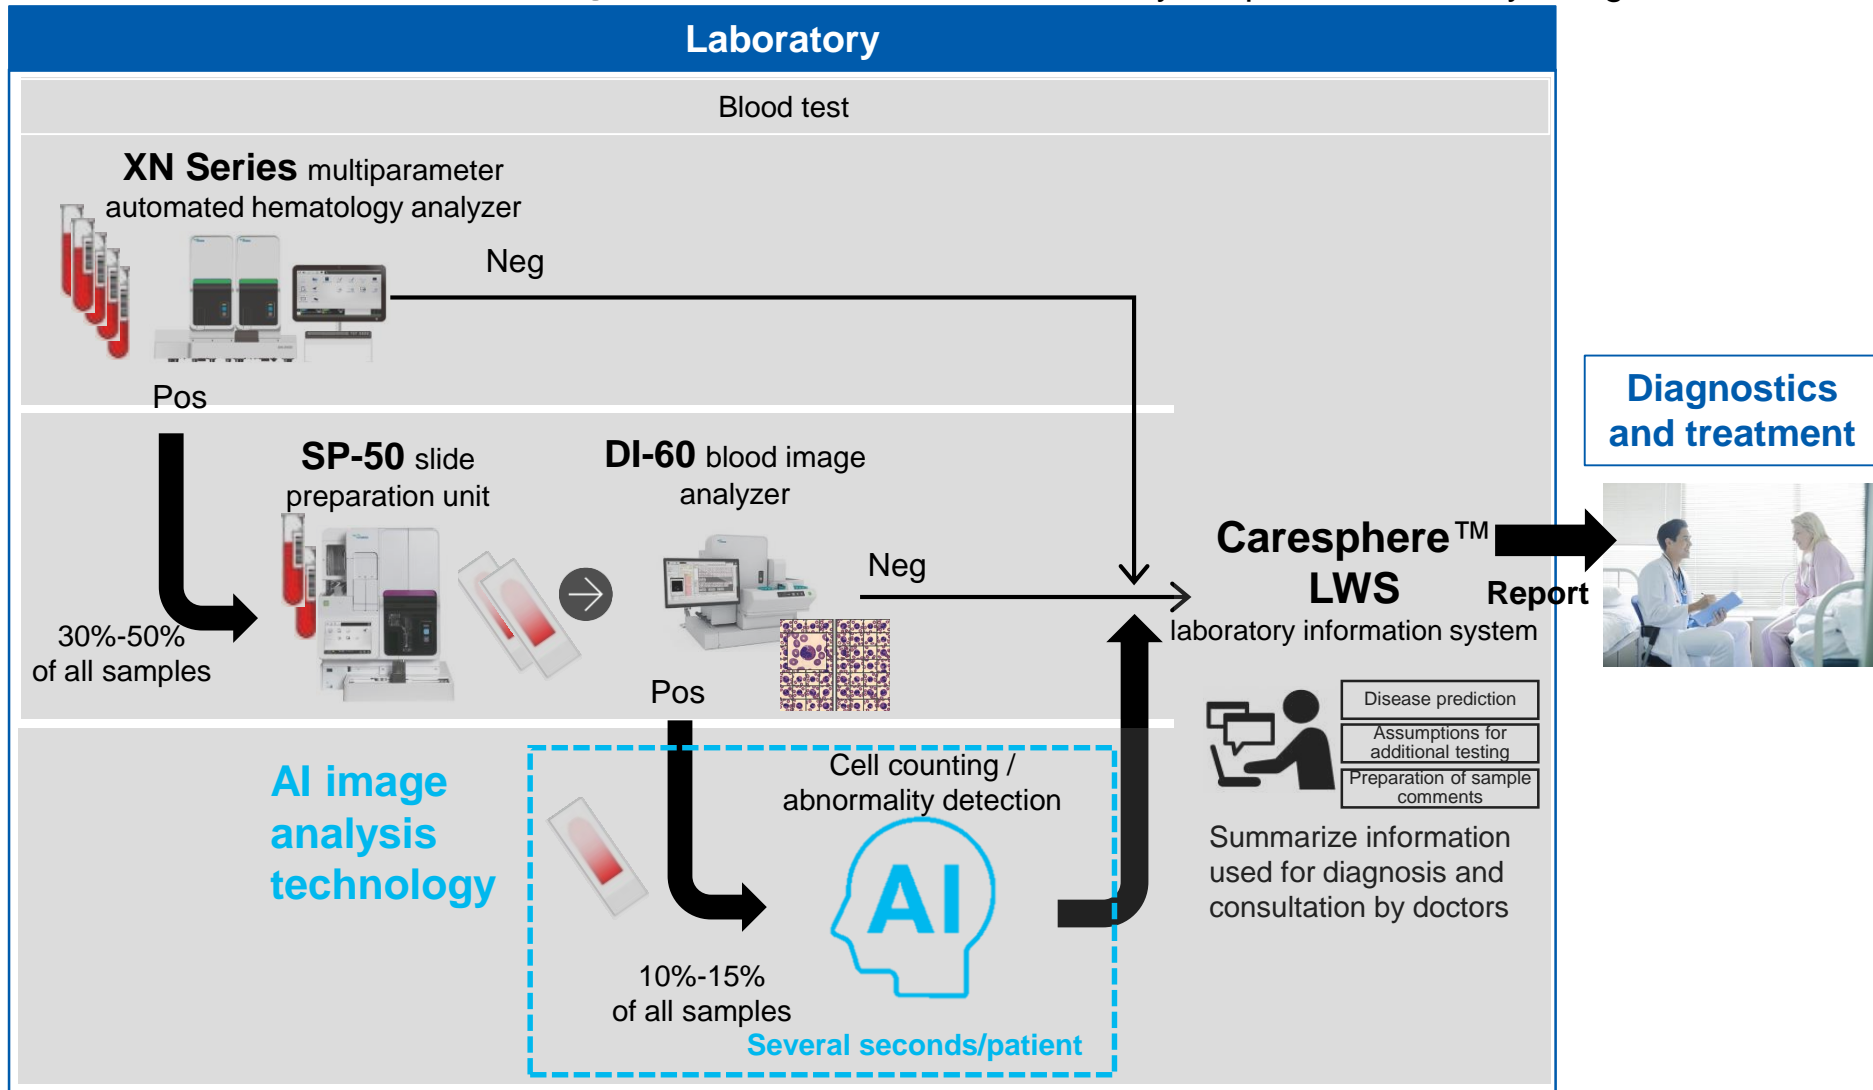 Laboratory
Blood test
XN Series multiparameter
automated hematology analyzer
Neg
Pos
30%-50%
of all samples
SP-50 slide
preparation unit
DI-60 blood image
analyzer
Neg
Pos
Caresphere™
LWS
laboratory information system
Report
Diagnostics
and treatment
Disease prediction
Assumptions for
additional testing
Preparation of sample
comments
Summarize information
used for diagnosis and
consultation by doctors
AI image
analysis
technology
Cell counting /
abnormality detection
AI
10%-15%
of all samples
Several seconds/patient